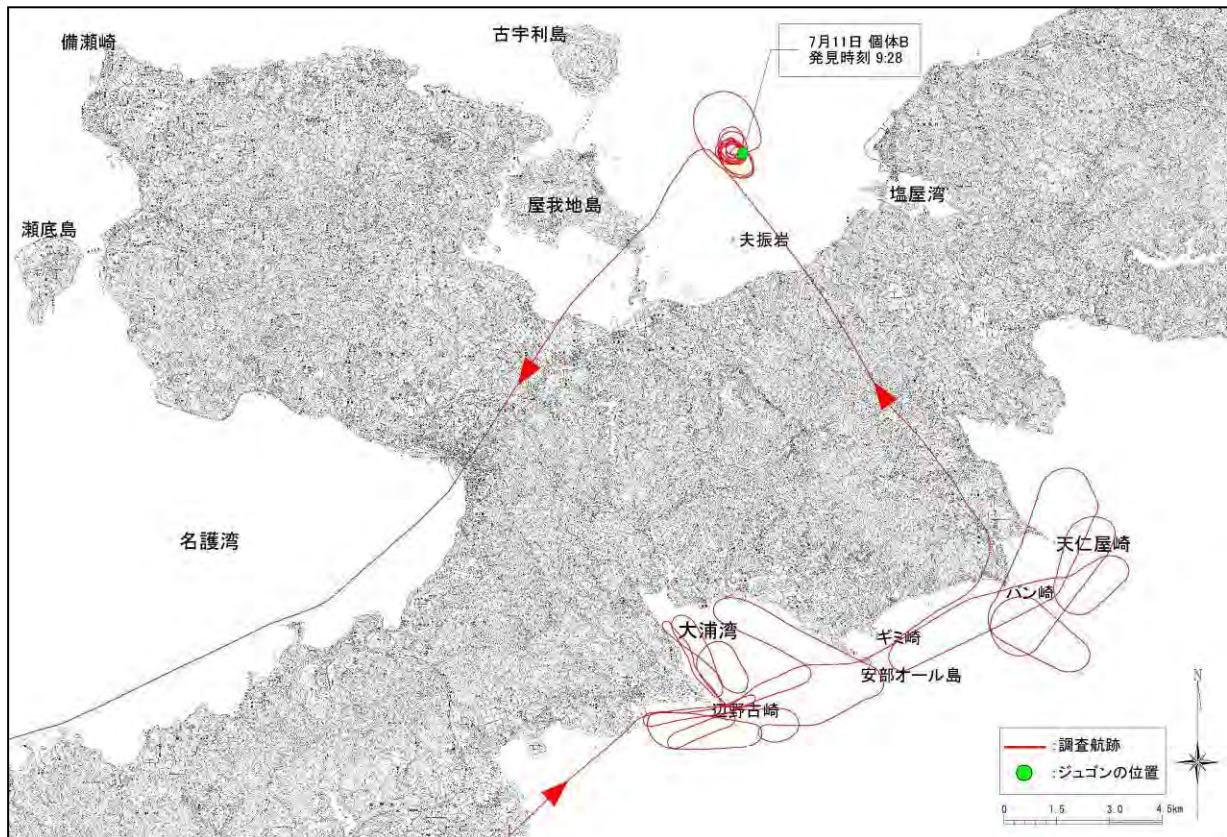 備瀬崎
古宇利島
7月11日 個体B
発見時刻 9:28
瀬底島
屋我地島
塩屋湾
夫振岩
名護湾
天仁屋崎
バン崎
大浦湾
ギミ崎
安部オール島
辺野古崎
N
:調査航跡
:ジュゴンの位置
0 1.5 3.0 4.5km